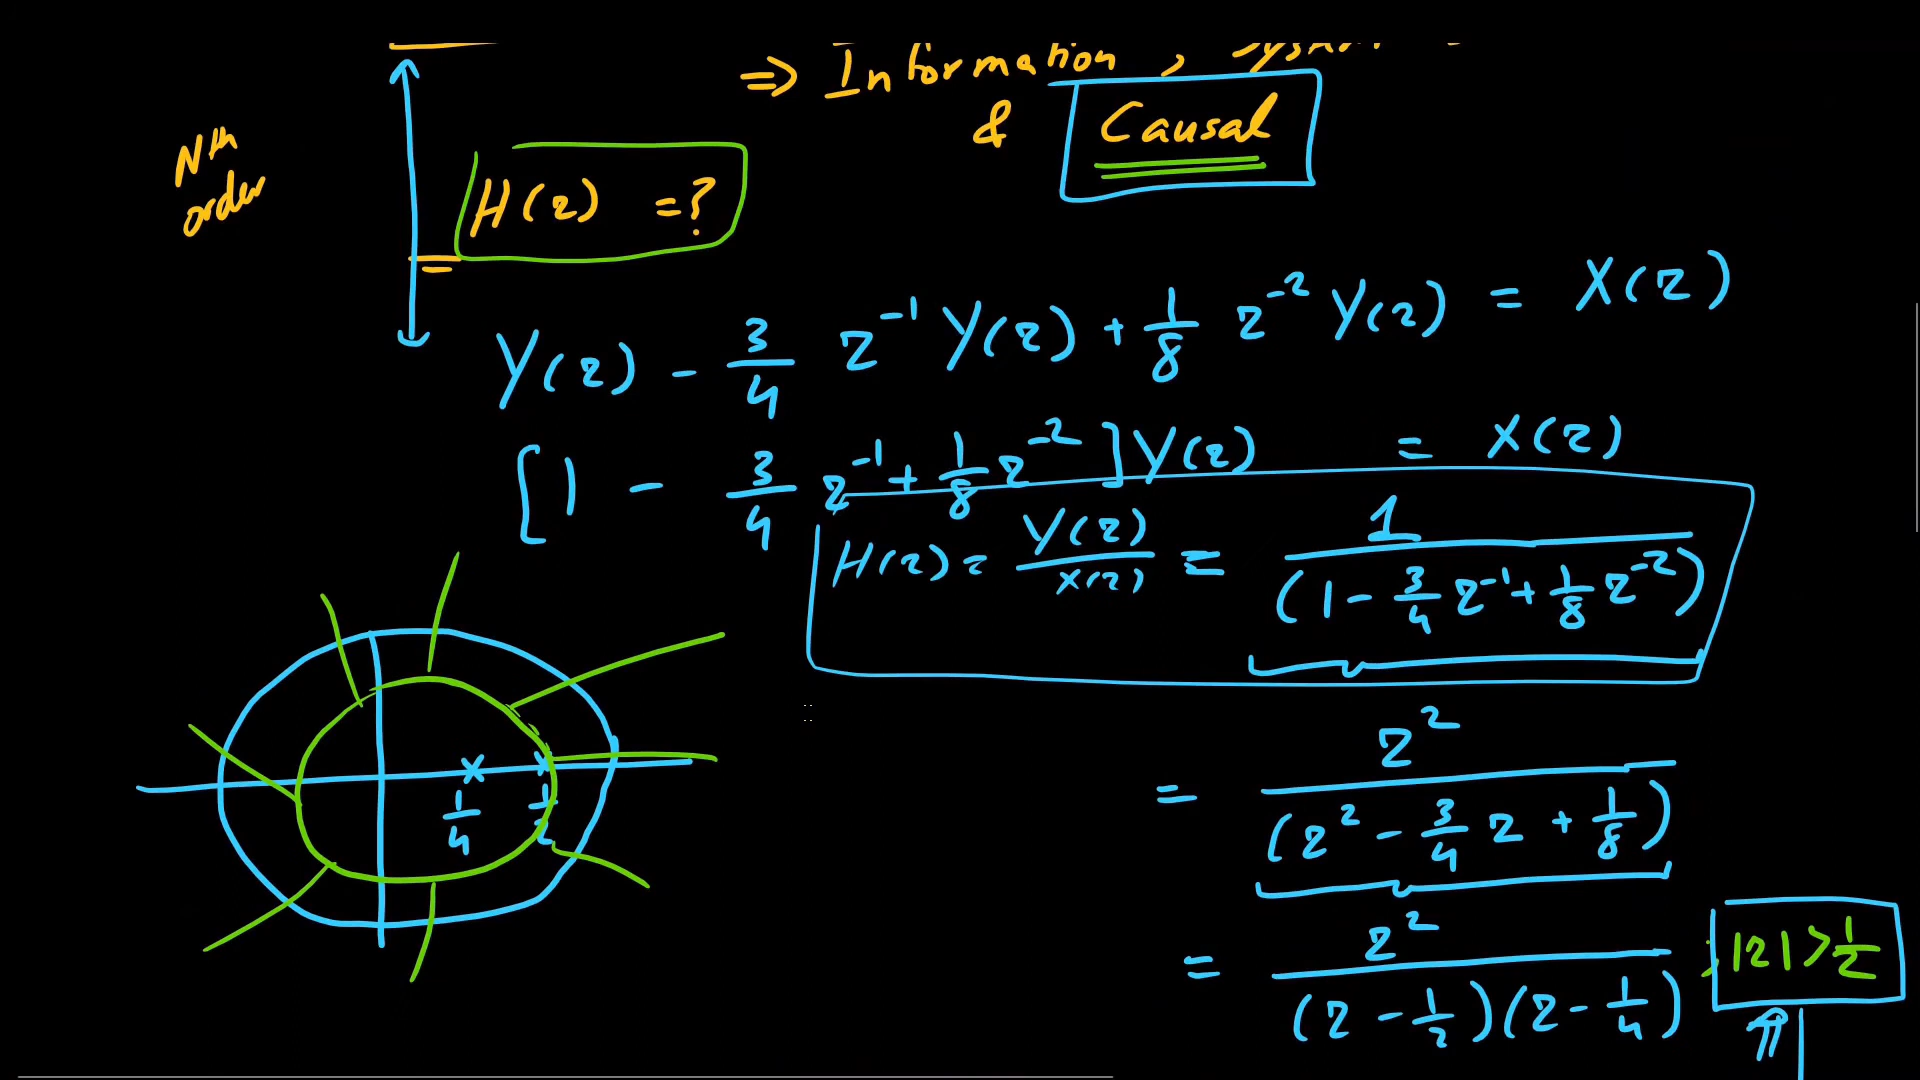 ⇒ Information ,
& Causal
Nth order
H(z) = ?
Y(z) - 3/4 z^-1 Y(z) + 1/8 z^-2 Y(z) = X(z)
[1 - 3/4 z^-1 + 1/8 z^-2] Y(z) = X(z)
H(z) = Y(z)/X(z) = 1/(1 - 3/4 z^-1 + 1/8 z^-2)
= z^2/(z^2 - 3/4 z + 1/8)
= z^2/((z - 1/2)(z - 1/4)) ; |z| > 1/2
× ×
1/4 1/2